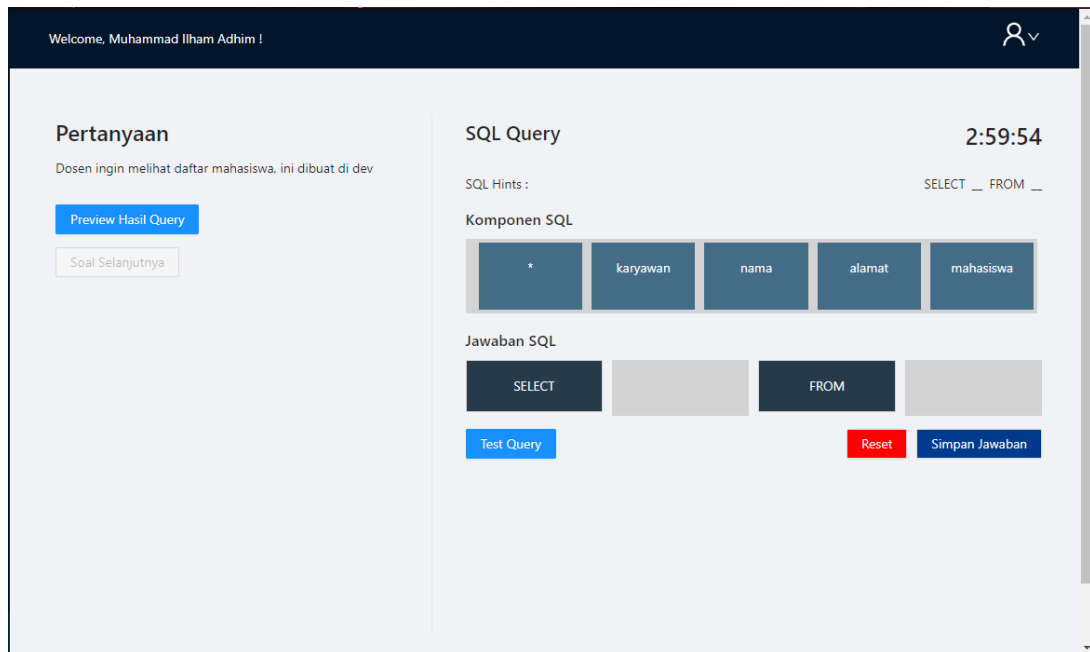 Welcome, Muhammad Ilham Adhim !
Pertanyaan
Dosen ingin melihat daftar mahasiswa, ini dibuat di dev
Preview Hasil Query
Soal Selanjutnya
SQL Query
2:59:54
SQL Hints :
SELECT __ FROM __
Komponen SQL
* karyawan nama alamat mahasiswa
Jawaban SQL
SELECT FROM
Test Query Reset Simpan Jawaban